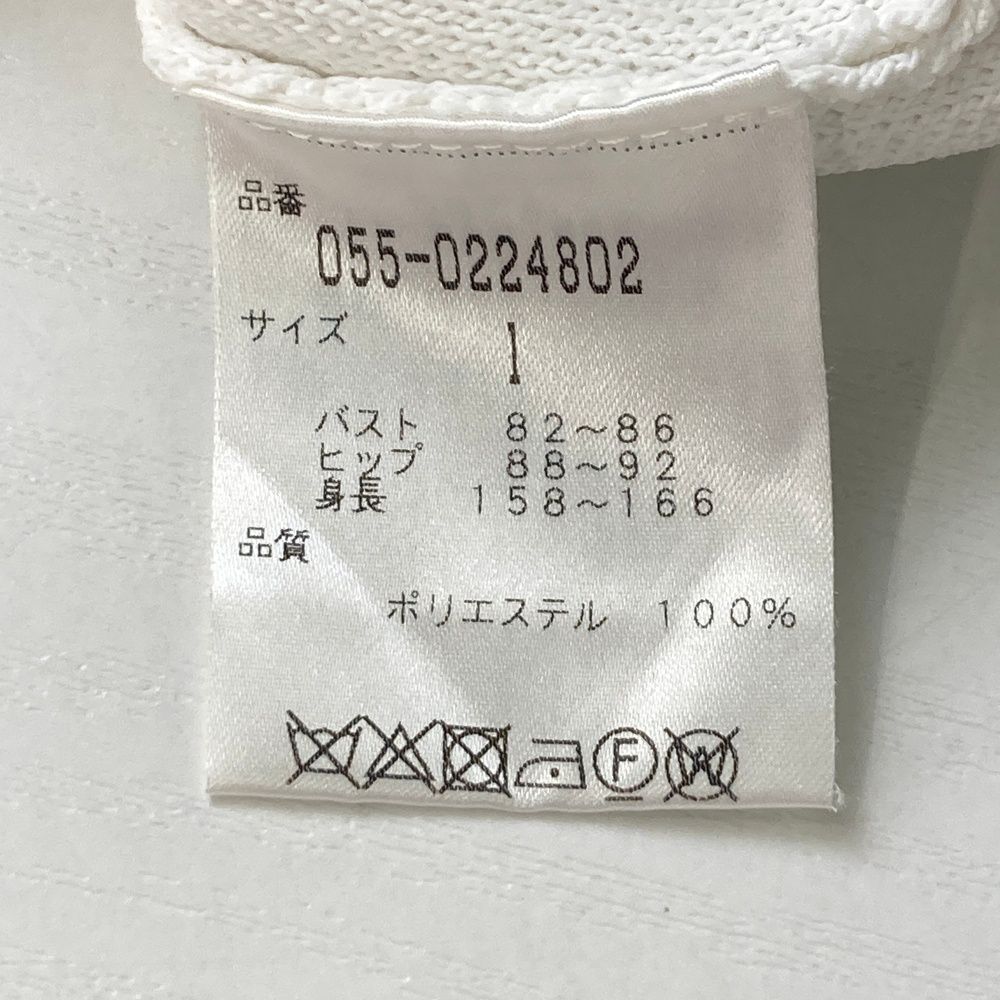 品番
055-0224802
サイズ 1
バスト 82～86
ヒップ 88～92
身長 158～166
品質
ポリエステル 100%
F W